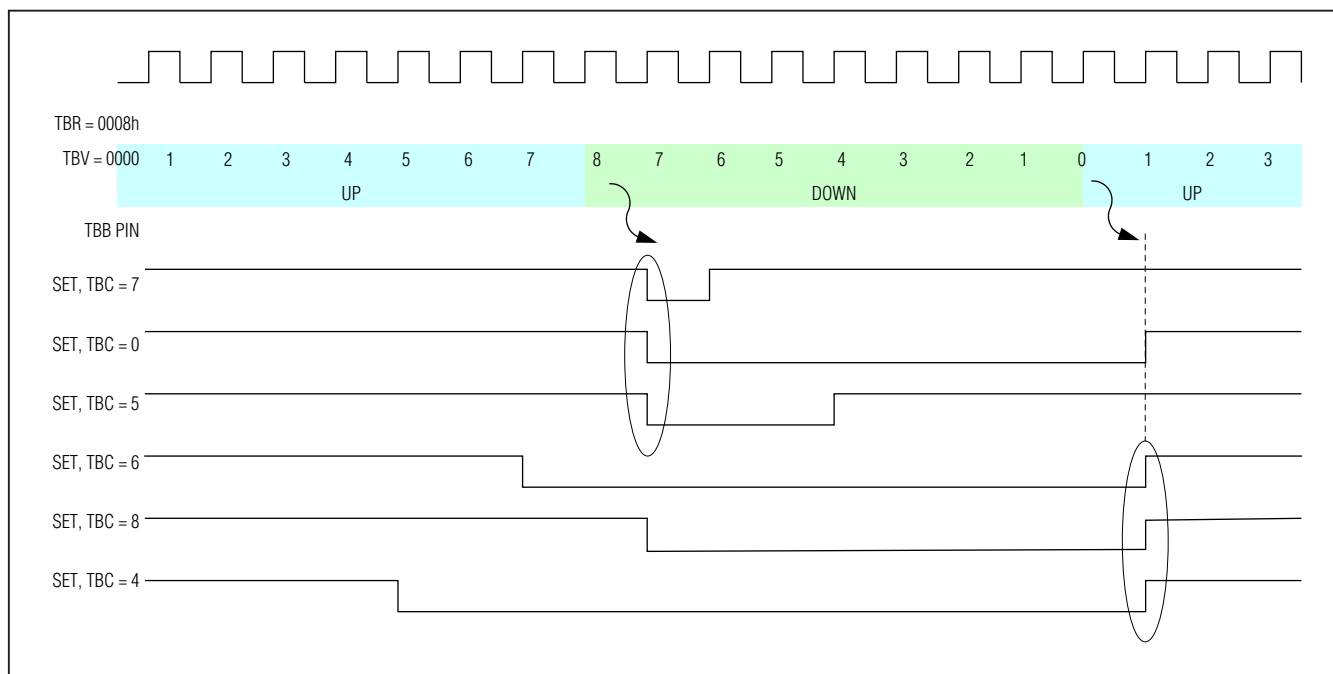 TBR = 0008h
TBV = 0000 1 2 3 4 5 6 7 8 7 6 5 4 3 2 1 0 1 2 3
UP DOWN UP
TBB PIN
SET, TBC = 7
SET, TBC = 0
SET, TBC = 5
SET, TBC = 6
SET, TBC = 8
SET, TBC = 4